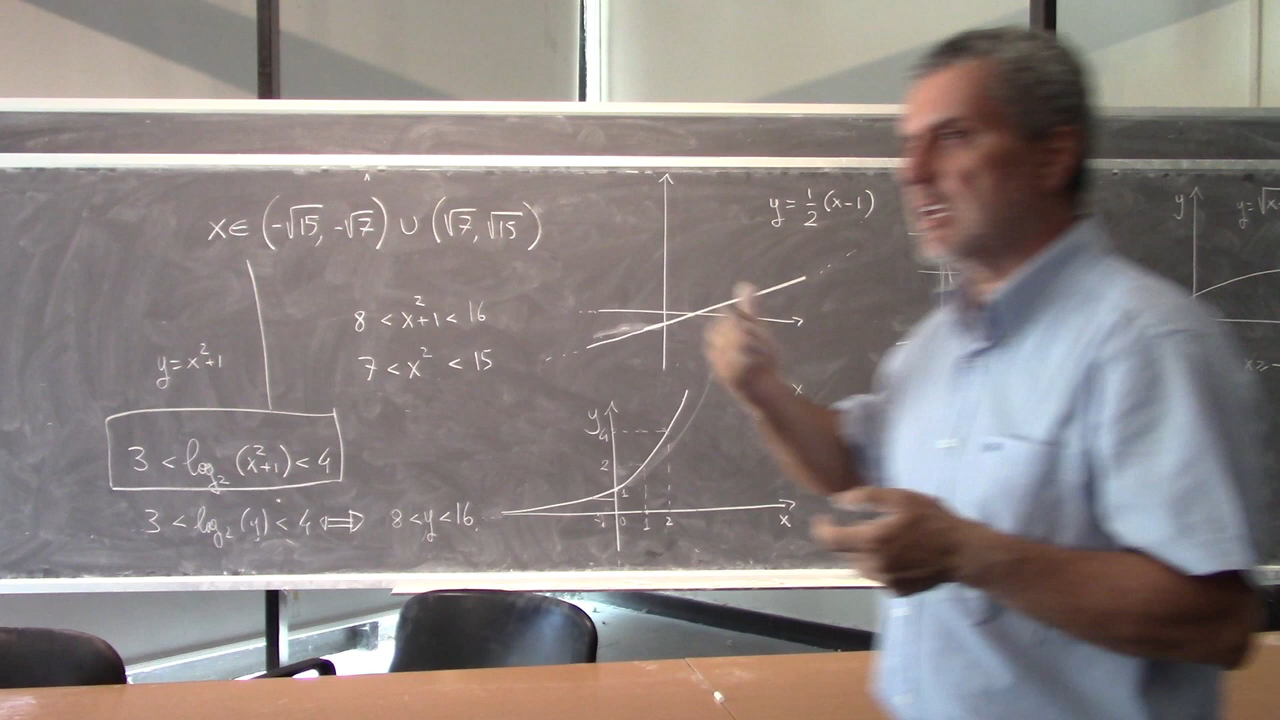 x ∈ (-√15, -√7) ∪ (√7, √15)
8 < x²+1 < 16
y = x²+1
7 < x² < 15
3 < log₂(x²+1) < 4
3 < log₂(y) < 4 ⟺ 8 < y < 16.
y = 1/2 (x-1)
x
y
4
2
1
-1 0 1 2 x
y
x ≥ -